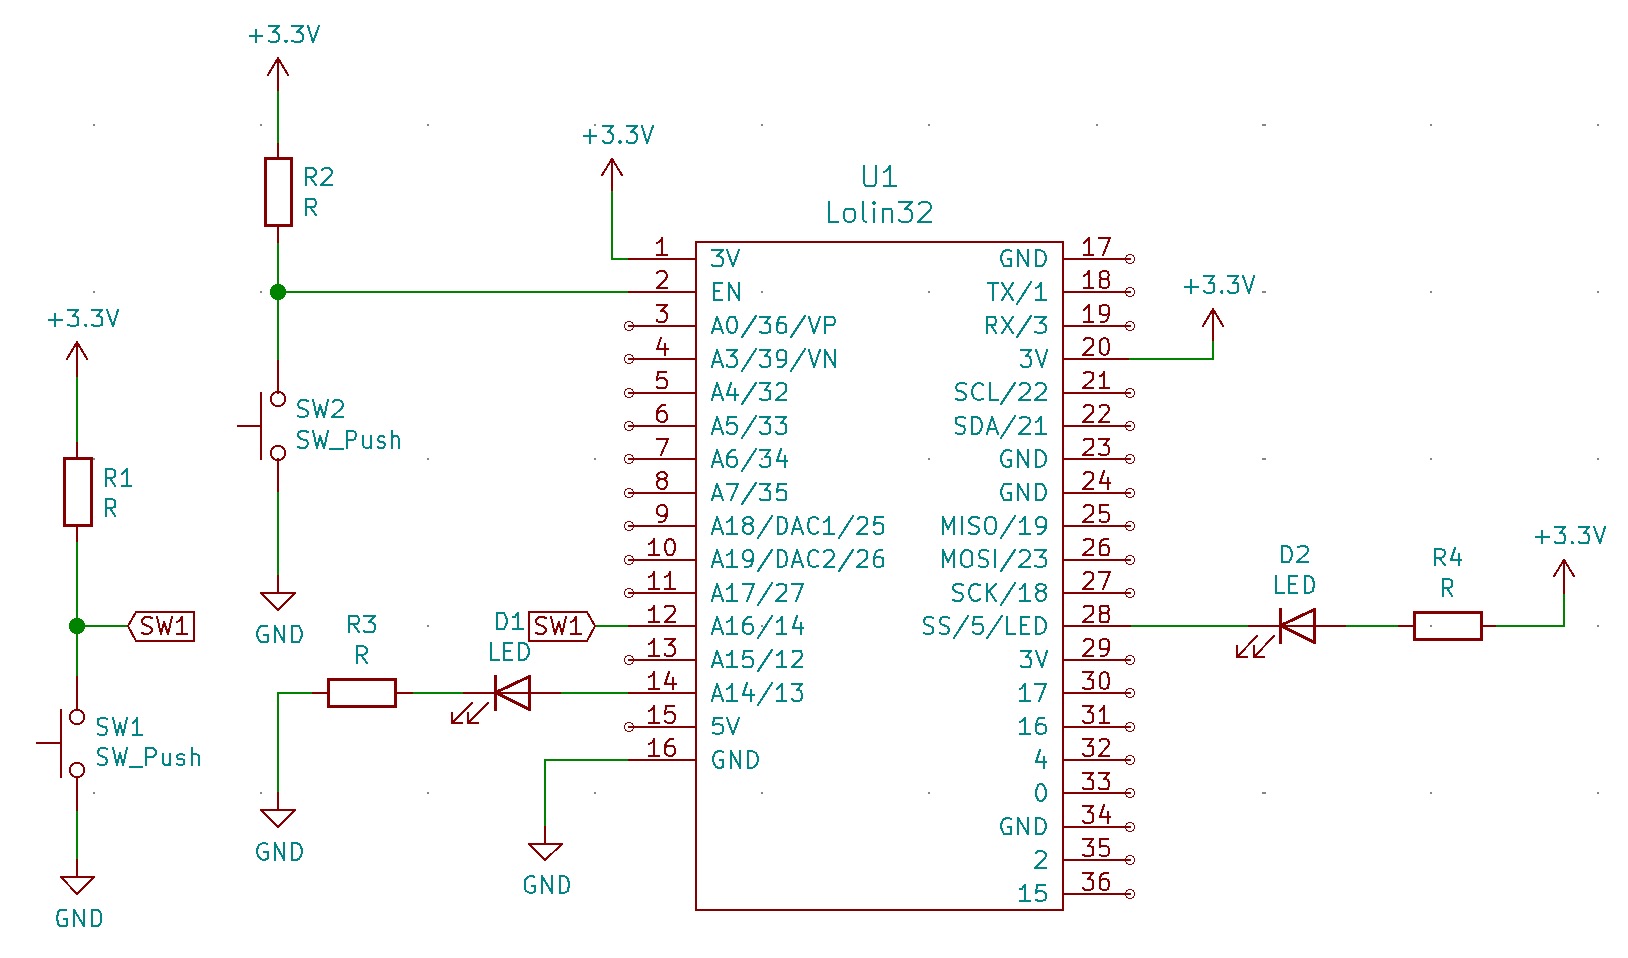 +3.3V
R2
R
SW2
SW_Push
GND
+3.3V
R1
R
SW1
SW1
SW_Push
GND
+3.3V
U1
Lolin32
1 3V
2 EN
3 A0/36/VP
4 A3/39/VN
5 A4/32
6 A5/33
7 A6/34
8 A7/35
9 A18/DAC1/25
10 A19/DAC2/26
11 A17/27
12 A16/14
13 A15/12
14 A14/13
15 5V
16 GND
GND 17
TX/1 18
RX/3 19
3V 20
SCL/22 21
SDA/21 22
GND 23
GND 24
MISO/19 25
MOSI/23 26
SCK/18 27
SS/5/LED 28
3V 29
17 30
16 31
4 32
0 33
GND 34
2 35
15 36
R3
R
D1
LED
SW1
GND
GND
+3.3V
D2
LED
R4
R
+3.3V